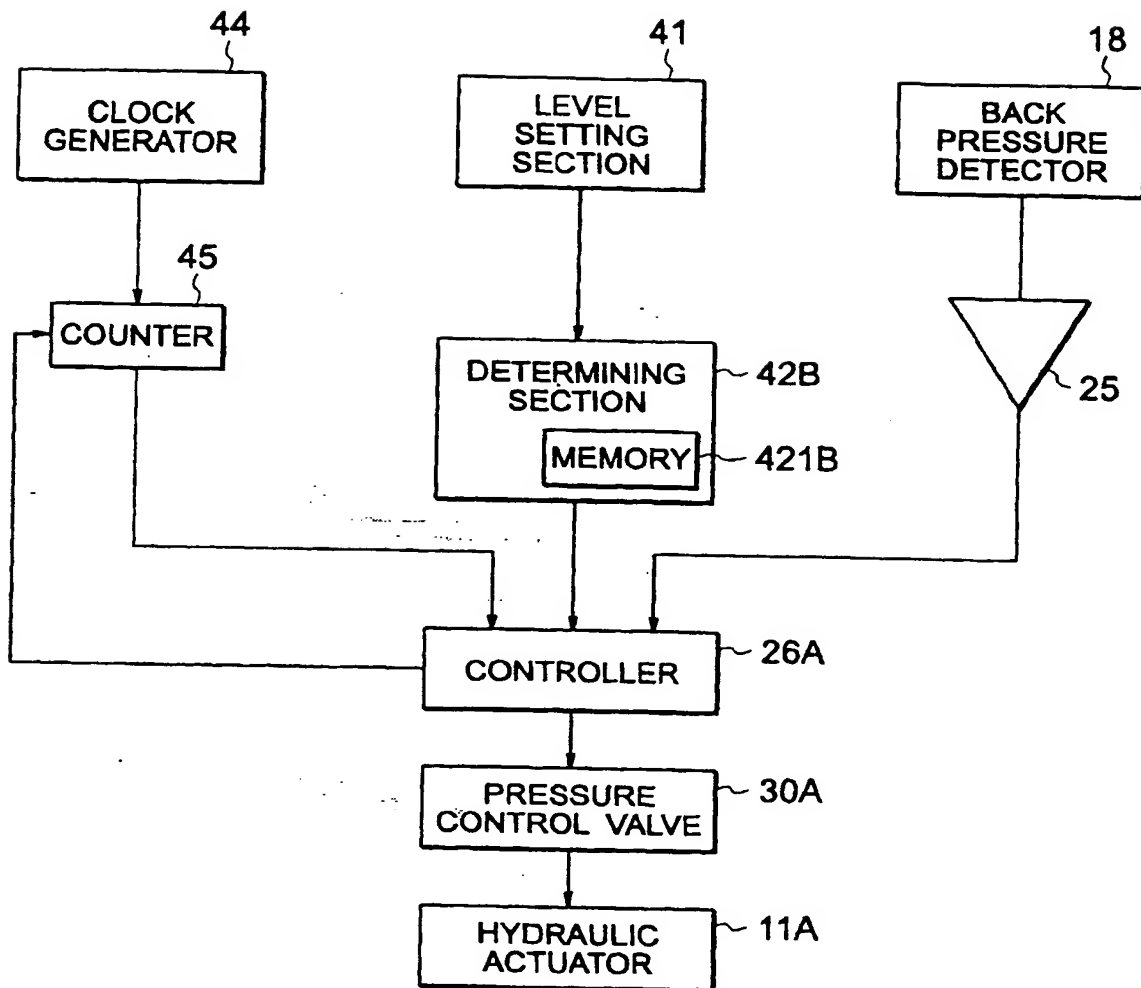 44
41
18
CLOCK
GENERATOR
LEVEL
SETTING
SECTION
BACK
PRESSURE
DETECTOR
45
COUNTER
DETERMINING
SECTION
42B
MEMORY
421B
25
CONTROLLER
26A
PRESSURE
CONTROL VALVE
30A
HYDRAULIC
ACTUATOR
11A